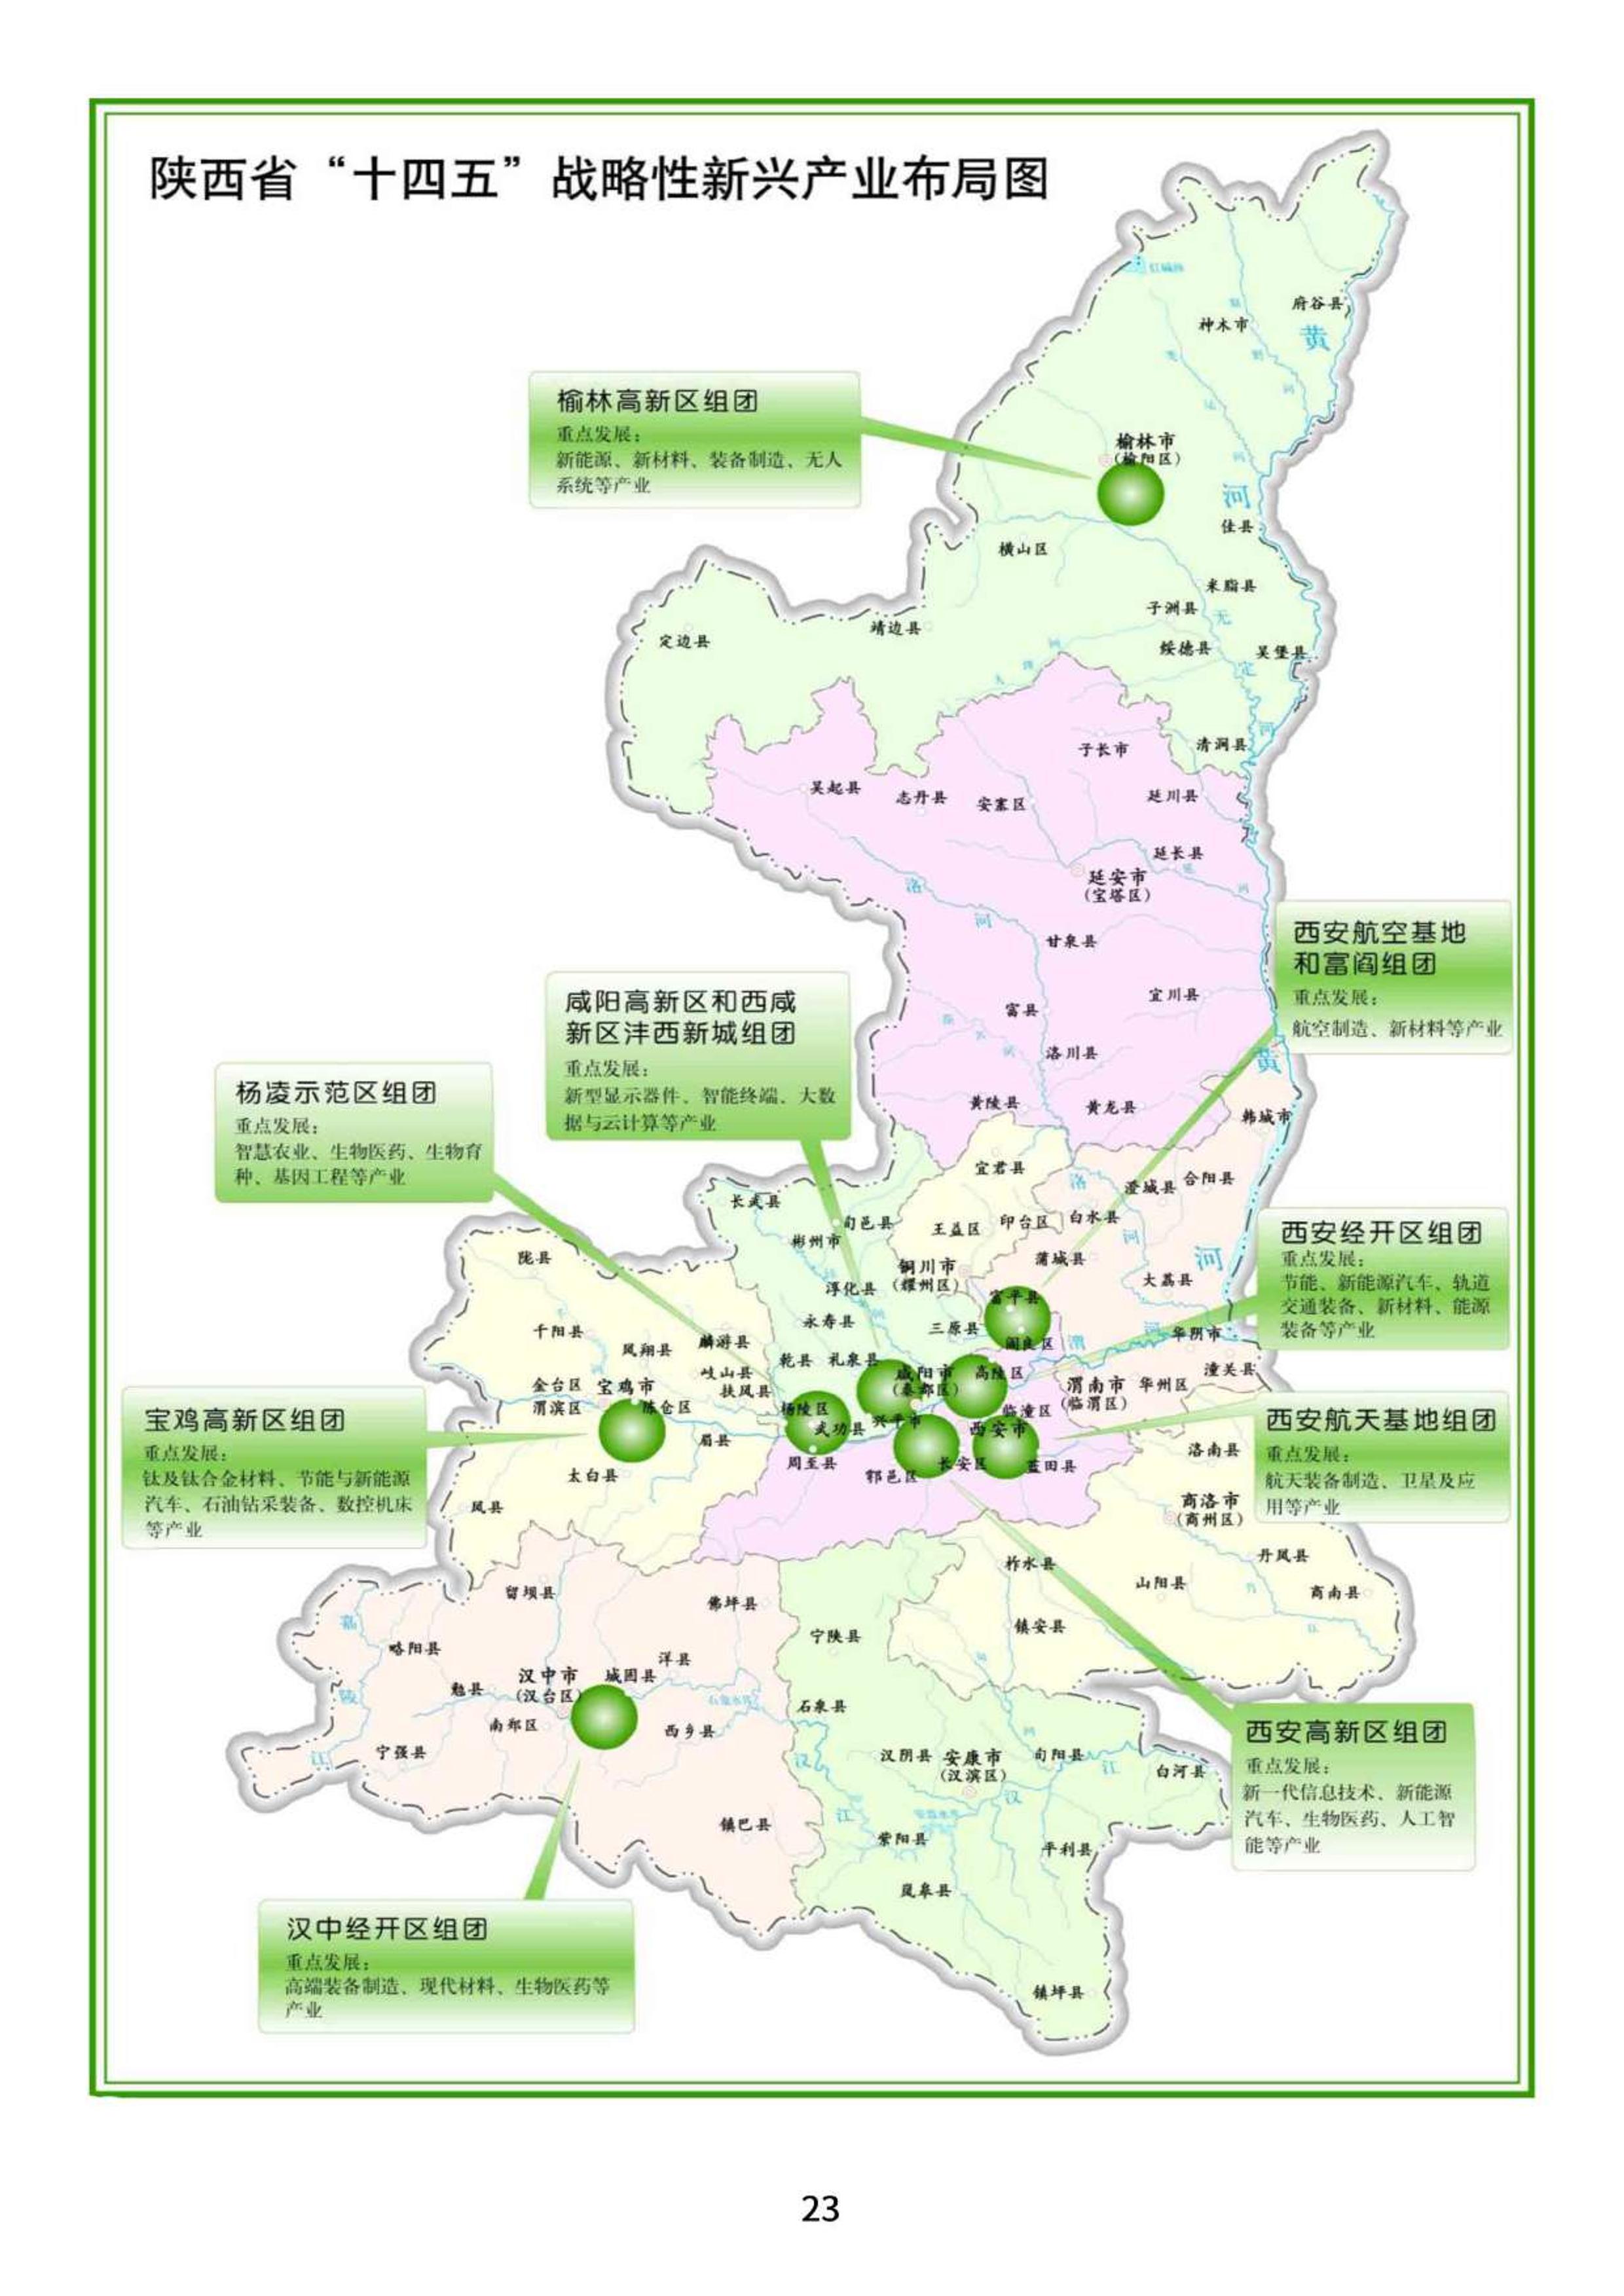 陕西省“十四五”战略性新兴产业布局图
红碱淖
府谷县
神木市
黄
榆林高新区组团
重点发展：
新能源、新材料、装备制造、无人
系统等产业
榆林市
(榆阳区)
河
佳县
横山区
米脂县
子洲县
无
靖边县
定边县
绥德县
吴堡县
定
河
子长市
清涧县
吴起县
志丹县
安塞区
延川县
延长县
延
河
延安市
(宝塔区)
洛
河
甘泉县
西安航空基地
和富阎组团
重点发展：
航空制造、新材料等产业
咸阳高新区和西咸
新区沣西新城组团
重点发展：
新型显示器件、智能终端、大数
据与云计算等产业
宜川县
富县
洛川县
黄
杨凌示范区组团
重点发展：
智慧农业、生物医药、生物育
种、基因工程等产业
黄陵县
黄龙县
韩城市
宜君县
洛
澄城县
合阳县
长武县
旬邑县
王益区
印台区
白水县
彬州市
河
西安经开区组团
重点发展：
节能、新能源汽车、轨道
交通装备、新材料、能源
装备等产业
陇县
铜川市
(耀州区)
蒲城县
河
淳化县
大荔县
富平县
永寿县
三原县
千阳县
凤翔县
麟游县
阎良区
渭
河
华阴市
乾县
礼泉县
岐山县
扶风县
咸阳市
(秦都区)
高陵区
潼关县
金台区
宝鸡市
渭滨区
陈仓区
渭南市
(临渭区)
华州区
宝鸡高新区组团
重点发展：
钛及钛合金材料、节能与新能源
汽车、石油钻采装备、数控机床
等产业
杨陵区
武功县
兴平市
临潼区
西安市
西安航天基地组团
重点发展：
航天装备制造、卫星及应
用等产业
眉县
周至县
鄠邑区
长安区
蓝田县
洛南县
太白县
凤县
商洛市
(商州区)
柞水县
丹凤县
山阳县
商南县
丹
江
留坝县
佛坪县
嘉
宁陕县
镇安县
略阳县
洋县
汉中市
(汉台区)
城固县
勉县
陵
石泉水库
石泉县
南郑区
西乡县
西安高新区组团
重点发展：
新一代信息技术、新能源
汽车、生物医药、人工智
能等产业
宁强县
江
汉
汉阴县
安康市
(汉滨区)
旬阳县
江
白河县
汉
江
镇巴县
紫阳县
平利县
岚皋县
汉中经开区组团
重点发展：
高端装备制造、现代材料、生物医药等
产业
镇坪县
23